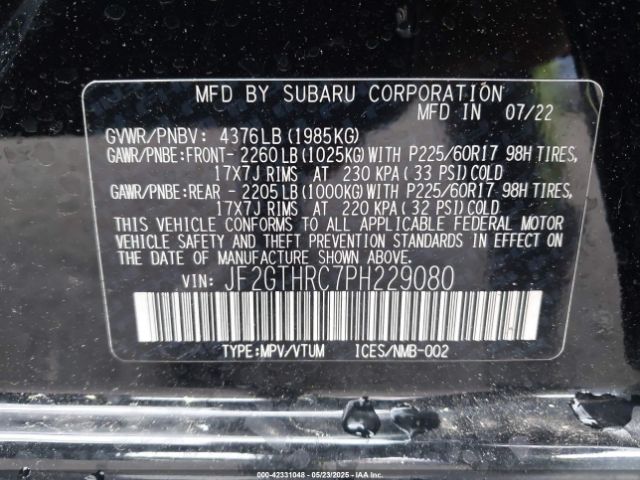 MFD BY SUBARU CORPORATION
MFD IN 07/22
GVWR/PNBV: 4376LB (1985KG)
GAWR/PNBE:FRONT- 2260LB (1025KG) WITH P225/60R17 98H TIRES,
17X7J RIMS AT 230 KPA ( 33 PSI) COLD
GAWR/PNBE:REAR - 2205LB (1000KG) WITH P225/60R17 98H TIRES,
17X7J RIMS AT 220 KPA ( 32 PSI) COLD
THIS VEHICLE CONFORMS TO ALL APPLICABLE FEDERAL MOTOR
VEHICLE SAFETY AND THEFT PREVENTION STANDARDS IN EFFECT
ON THE DATE OF MANUFACTURE SHOWN ABOVE.
VIN: JF2GTHRC7PH229080
TYPE:MPV/VTUM ICES/NMB-002
000-42331048 - 05/23/2025 - IAAI.COM